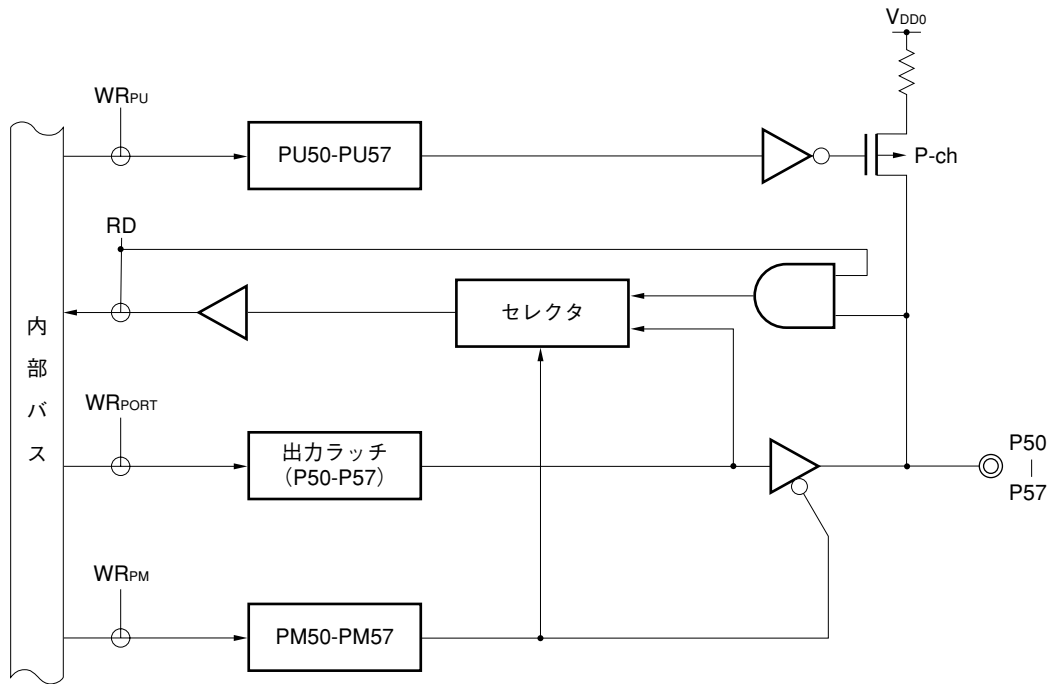 VDD0
WRPU
PU50-PU57
P-ch
RD
セレクタ
内部バス
WRPORT
出力ラッチ
（P50-P57）
P50
|
P57
WRPM
PM50-PM57